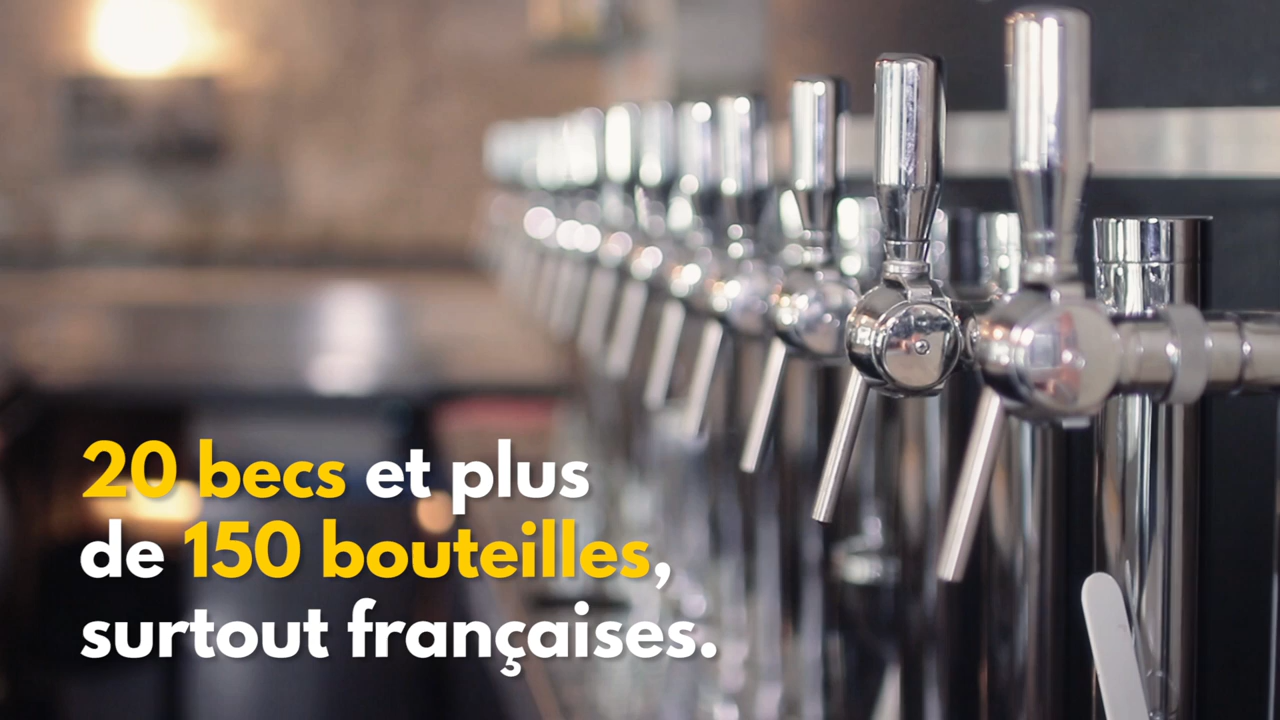 20 becs et plus
de 150 bouteilles,
surtout françaises.